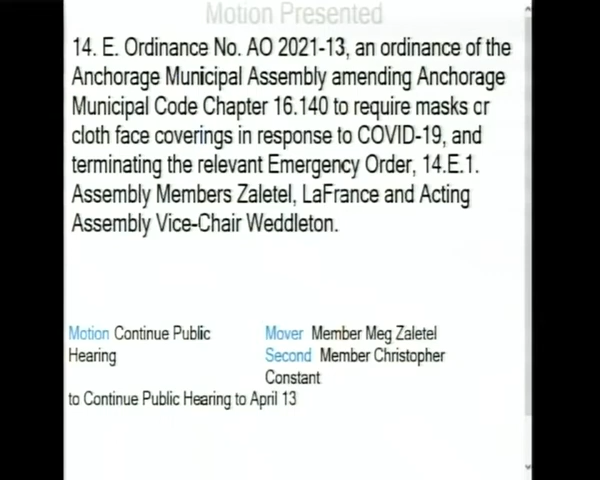 Motion Presented
14. E. Ordinance No. AO 2021-13, an ordinance of the
Anchorage Municipal Assembly amending Anchorage
Municipal Code Chapter 16.140 to require masks or
cloth face coverings in response to COVID-19, and
terminating the relevant Emergency Order, 14.E.1.
Assembly Members Zaletel, LaFrance and Acting
Assembly Vice-Chair Weddleton.
Motion Continue Public
Hearing
Mover Member Meg Zaletel
Second Member Christopher
Constant
to Continue Public Hearing to April 13